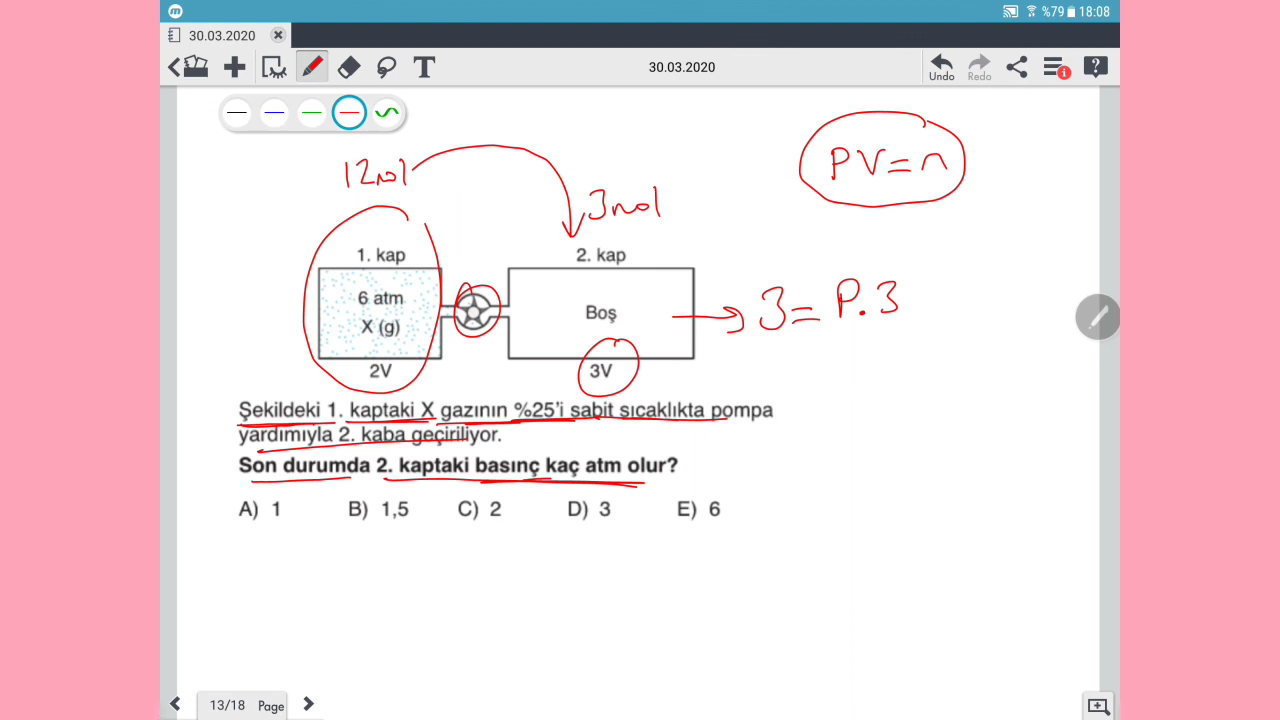 m %79 18:08
30.03.2020
T 30.03.2020 Undo Redo i ?
PV=n
12mol
3mol
1. kap 2. kap
6 atm
X (g)
Boş
3=P.3
2V 3V
Şekildeki 1. kaptaki X gazının %25'i sabit sıcaklıkta pompa
yardımıyla 2. kaba geçiriliyor.
Son durumda 2. kaptaki basınç kaç atm olur?
A) 1 B) 1,5 C) 2 D) 3 E) 6
13/18 Page